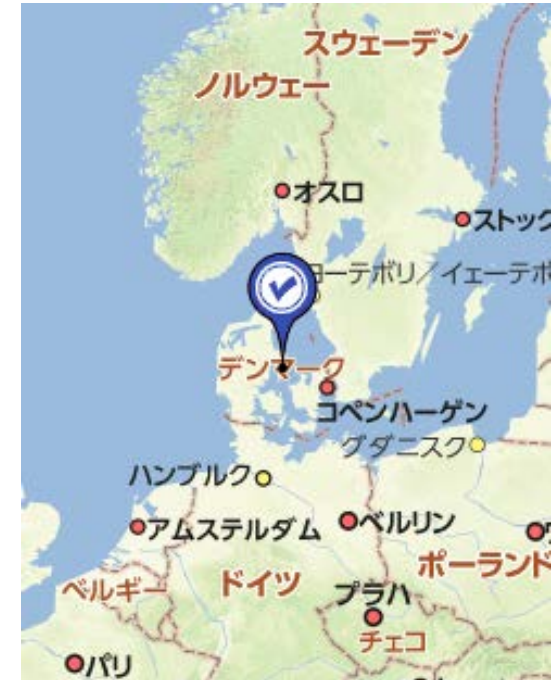 スウェーデン
ノルウェー
オスロ
ストック
ヨーテボリ／イェーテボ
デンマーク
コペンハーゲン
グダニスク
ハンブルク
アムステルダム
ベルリン
ポーランド
ベルギー
ドイツ
プラハ
チェコ
パリ